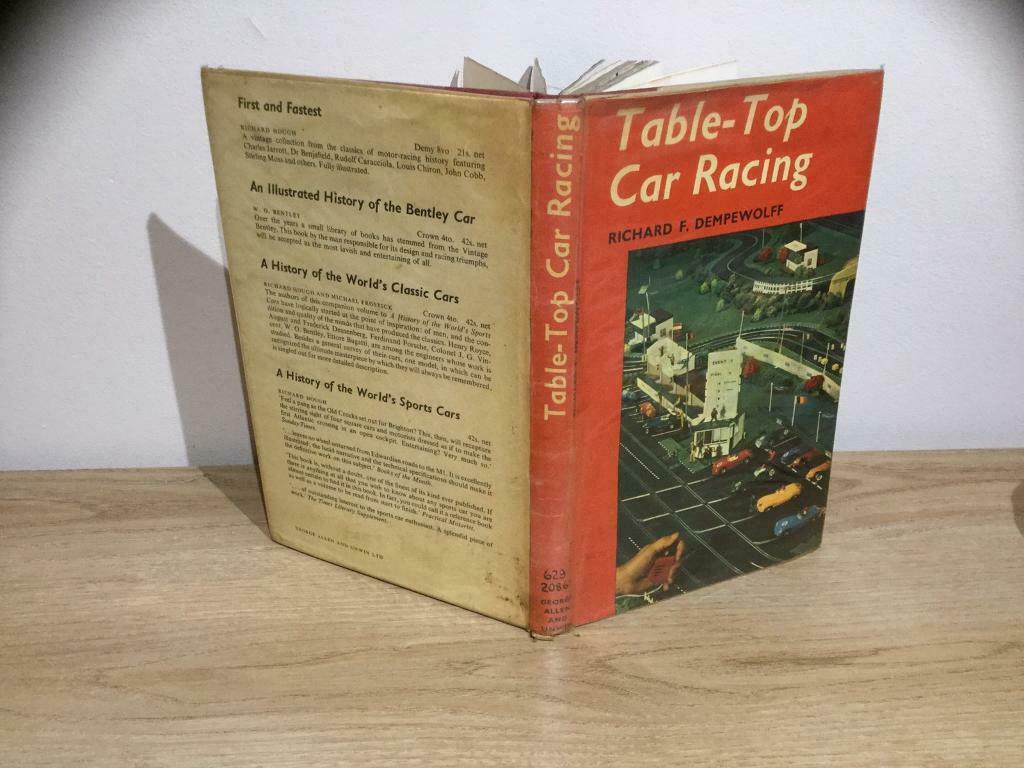 First and Fastest
RICHARD HOUGH Demy 8vo 21s. net
A vintage collection from the classics of motor-racing history featuring
Charles Jarrott, Dr Benjafield, Rudolf Caracciola, Louis Chiron, John Cobb,
Stirling Moss and others. Fully illustrated.
An Illustrated History of the Bentley Car
W. O. BENTLEY Crown 4to. 42s. net
Over the years a small library of books has stemmed from the Vintage
Bentley. This book by the man responsible for its design and racing triumphs,
will be accepted as the most lavish and entertaining of all.
A History of the World's Classic Cars
RICHARD HOUGH AND MICHAEL FROSTICK Crown 4to. 42s. net
The authors of this companion volume to A History of the World's Sports
Cars have logically started at the point of inspiration: of men, and the con-
dition and quality of the minds that have produced the classics. Henry Royce,
August and Frederick Duesenberg, Ferdinand Porsche, Colonel J. G. Vin-
cent, W. O. Bentley, Ettore Bugatti, are among the engineers whose work is
studied. Besides a general survey of their cars, one model, in which can be
recognized the ultimate masterpiece by which they will always be remembered,
is singled out for more detailed description.
A History of the World's Sports Cars
RICHARD HOUGH 42s. net
Feel a pang as the Old Crocks set out for Brighton? This, then, will recapture
the stirring sight of four square cars and motorists dressed as if to make the
first Atlantic crossing in an open cockpit. Entertaining? Very much so.'
Sunday Times.
'. . . leaves no wheel unturned from Edwardian roads to the M1. It is excellently
illustrated, the lucid narrative and the technical specifications should make it
the definitive work on this subject.' Books of the Month.
'This book is, without a doubt, one of the finest of its kind ever published. If
there is anything at all that you wish to know about any sports car you are
almost certain to find it in this book. In fact, you could call it a reference book
as well as a volume to be read from start to finish.' Practical Motorist.
'. . . of outstanding interest to the sports car enthusiast. A splendid piece of
work.' The Times Literary Supplement.
GEORGE ALLEN AND UNWIN LTD
Table-Top Car Racing
629
2086
GEORGE
ALLEN
AND
UNWIN
Table-Top
Car Racing
RICHARD F. DEMPEWOLFF